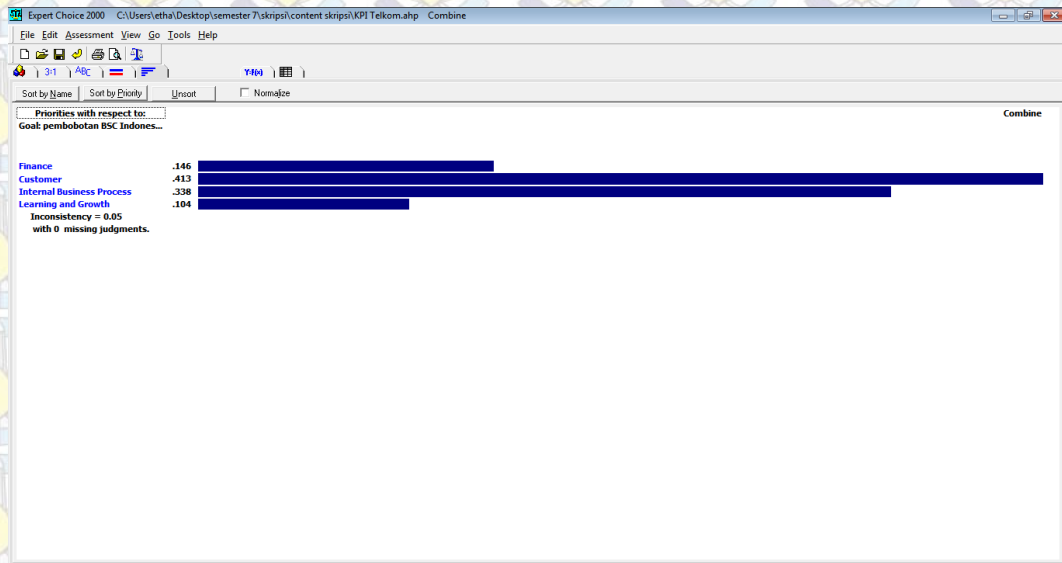 Expert Choice 2000 C:\Users\etha\Desktop\semester 7\skripsi\content skripsi\KPI Telkom.ahp Combine
File Edit Assessment View Go Tools Help
3:1 ABC Y=f(x)
Sort by Name Sort by Priority Unsort Normalize
Priorities with respect to: Combine
Goal: pembobotan BSC Indones...
Finance .146
Customer .413
Internal Business Process .338
Learning and Growth .104
Inconsistency = 0.05
with 0 missing judgments.